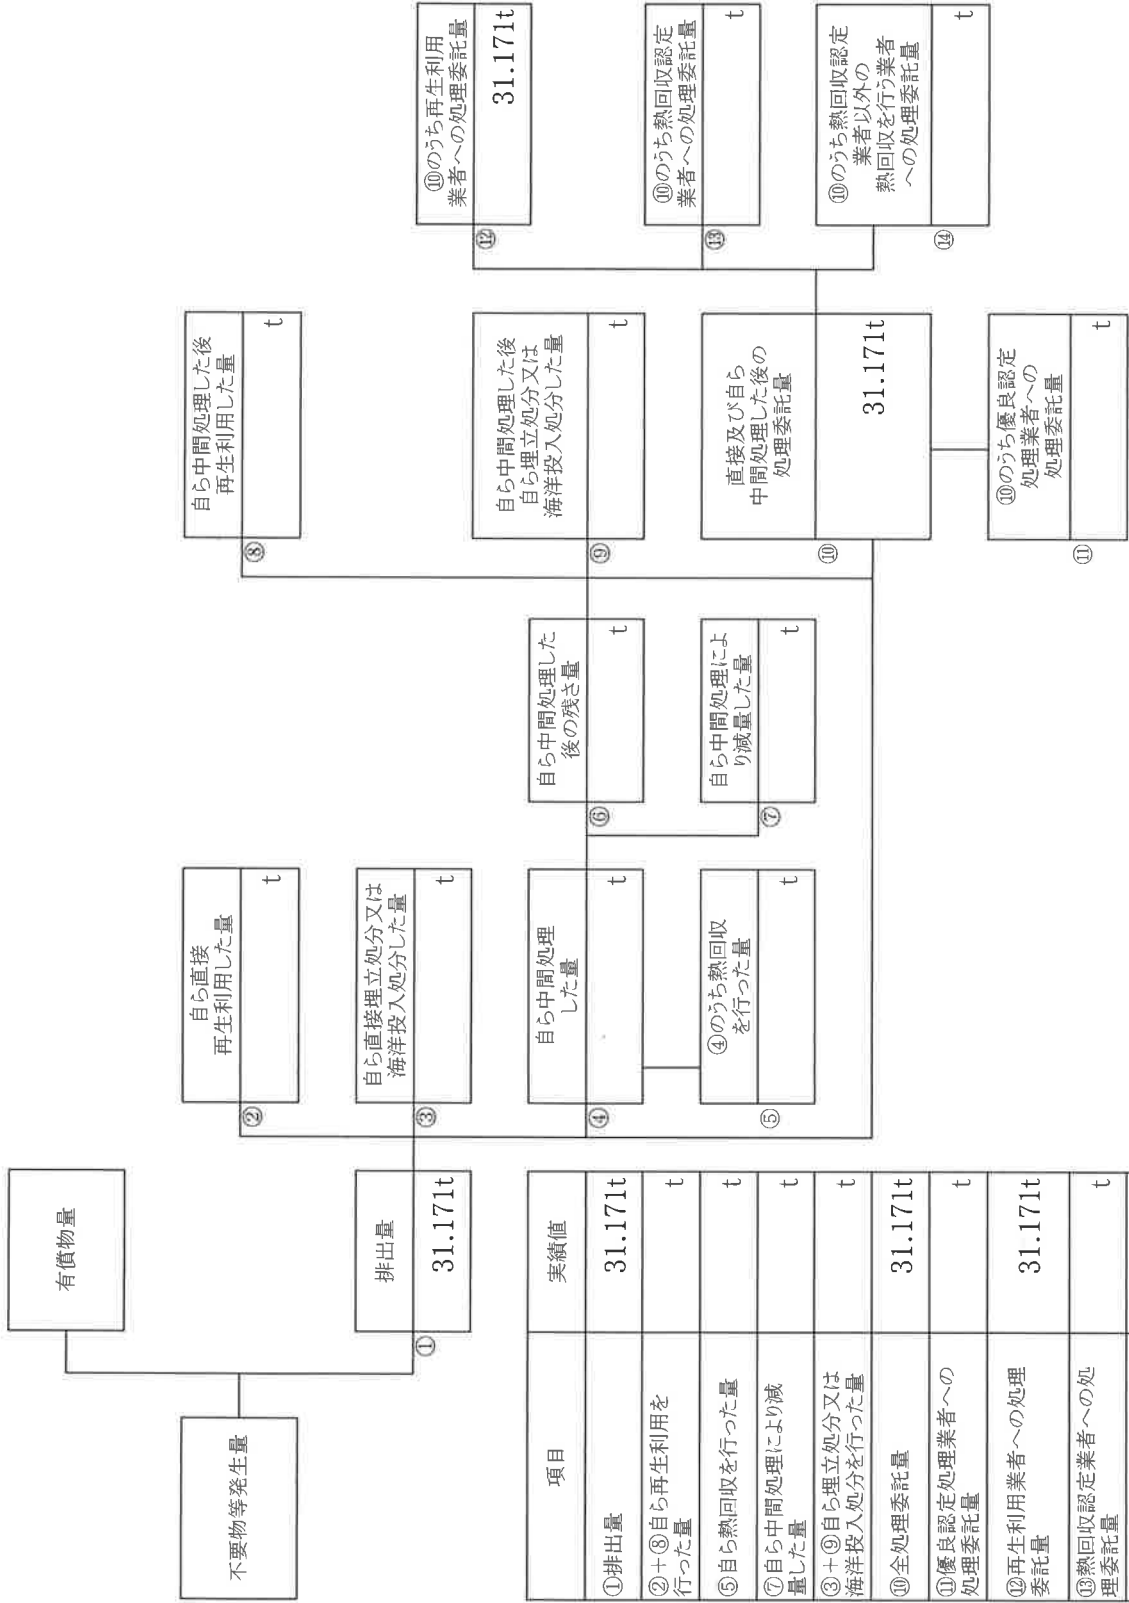 不要物等発生量
有償物量
①
排出量
31.171t
②
自ら直接
再生利用した量
t
③
自ら直接埋立処分又は
海洋投入処分した量
t
④
自ら中間処理
した量
t
⑤
④のうち熱回収
を行った量
t
⑥
自ら中間処理した
後の残さ量
t
⑦
自ら中間処理によ
り減量した量
t
⑧
自ら中間処理した後
再生利用した量
t
⑨
自ら中間処理した後
自ら埋立処分又は
海洋投入処分した量
t
⑩
直接及び自ら
中間処理した後の
処理委託量
31.171t
⑪
⑩のうち優良認定
処理業者への
処理委託量
t
⑫
⑩のうち再生利用
業者への処理委託量
31.171t
⑬
⑩のうち熱回収認定
業者への処理委託量
t
⑭
⑩のうち熱回収認定
業者以外の
熱回収を行う業者
への処理委託量
t
項目
実績値
①排出量
31.171t
②+⑧自ら再生利用を
行った量
t
⑤自ら熱回収を行った量
t
⑦自ら中間処理により減
量した量
t
③+⑨自ら埋立処分又は
海洋投入処分を行った量
t
⑩全処理委託量
31.171t
⑪優良認定処理業者への
処理委託量
t
⑫再生利用業者への処理
委託量
31.171t
⑬熱回収認定業者への処
理委託量
t